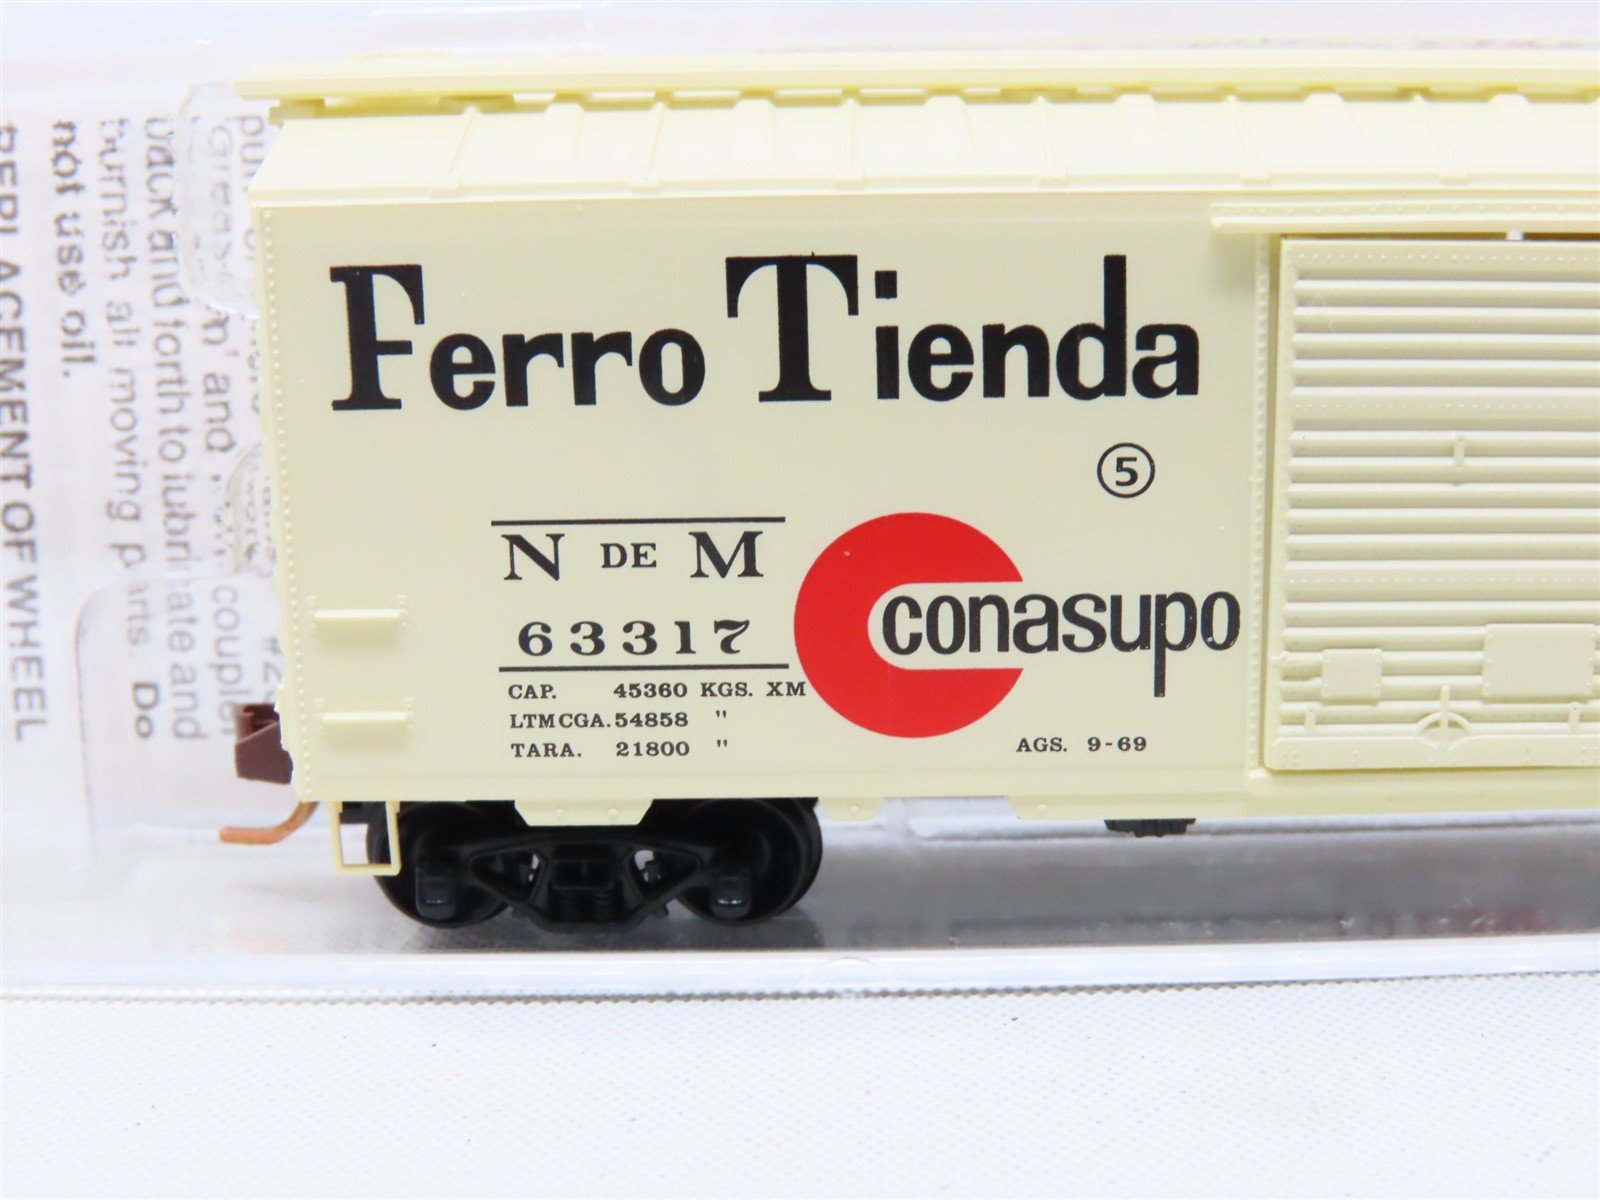 Ferro Tienda
5
N DE M
63317
conasupo
CAP. 45360 KGS. XM
LTMCGA. 54858 "
TARA. 21800 "
AGS. 9-69
back and forth to lubricate and
burnish all moving parts. Do
not use oil.
REPLACEMENT OF WHEEL